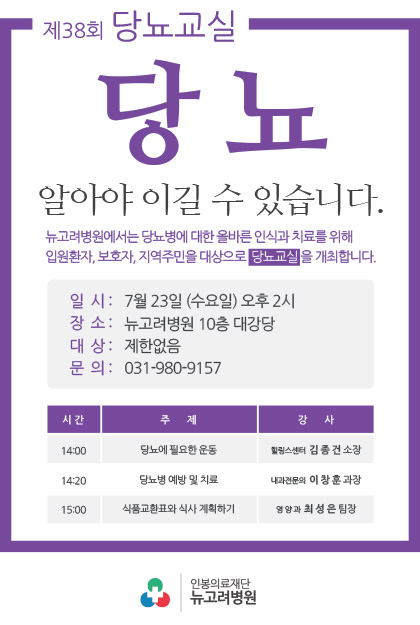 제38회 당뇨교실
당뇨
알아야 이길 수 있습니다.
뉴고려병원에서는 당뇨병에 대한 올바른 인식과 치료를 위해
입원환자, 보호자, 지역주민을 대상으로 당뇨교실을 개최합니다.
일 시 : 7월 23일 (수요일) 오후 2시
장 소 : 뉴고려병원 10층 대강당
대 상 : 제한없음
문 의 : 031-980-9157
시 간 주 제 강 사
14:00 당뇨에 필요한 운동 힐링스센터 김 종 건 소장
14:20 당뇨병 예방 및 치료 내과전문의 이 창 훈 과장
15:00 식품교환표와 식사 계획하기 영 양 과 최 성 은 팀장
인봉의료재단
뉴고려병원